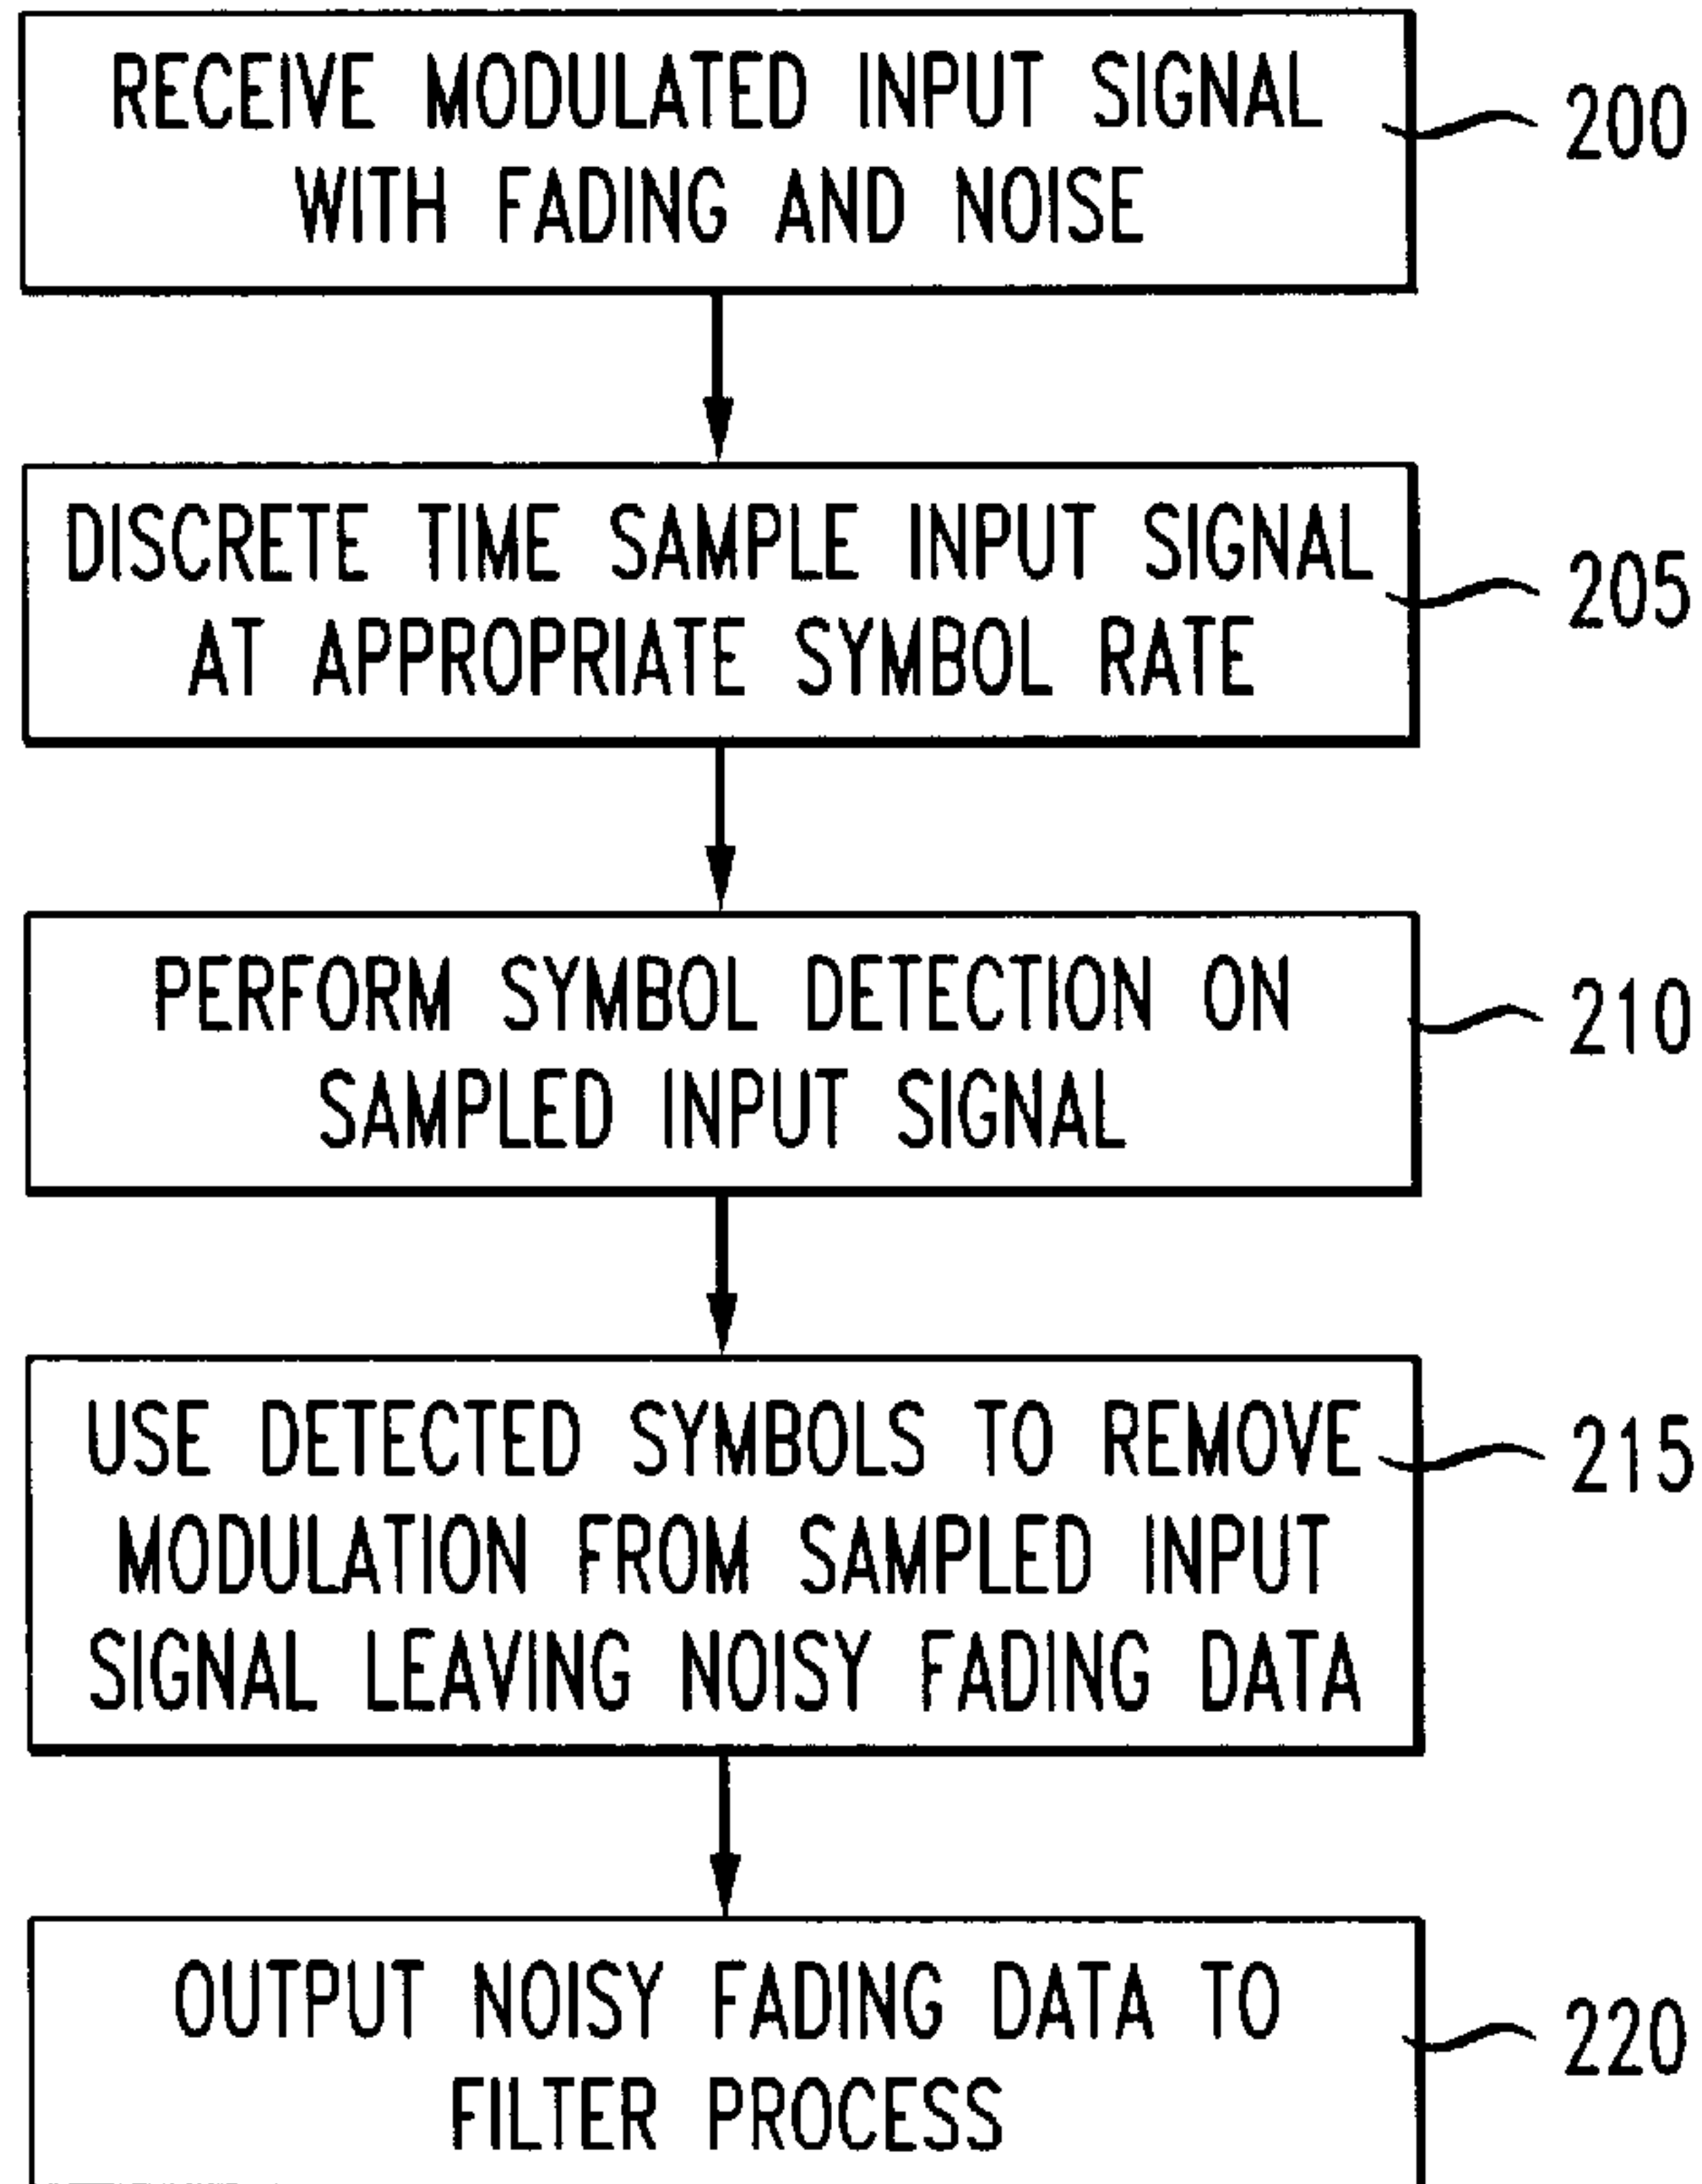 RECEIVE MODULATED INPUT SIGNAL
WITH FADING AND NOISE
200
DISCRETE TIME SAMPLE INPUT SIGNAL
AT APPROPRIATE SYMBOL RATE
205
PERFORM SYMBOL DETECTION ON
SAMPLED INPUT SIGNAL
210
USE DETECTED SYMBOLS TO REMOVE
MODULATION FROM SAMPLED INPUT
SIGNAL LEAVING NOISY FADING DATA
215
OUTPUT NOISY FADING DATA TO
FILTER PROCESS
220